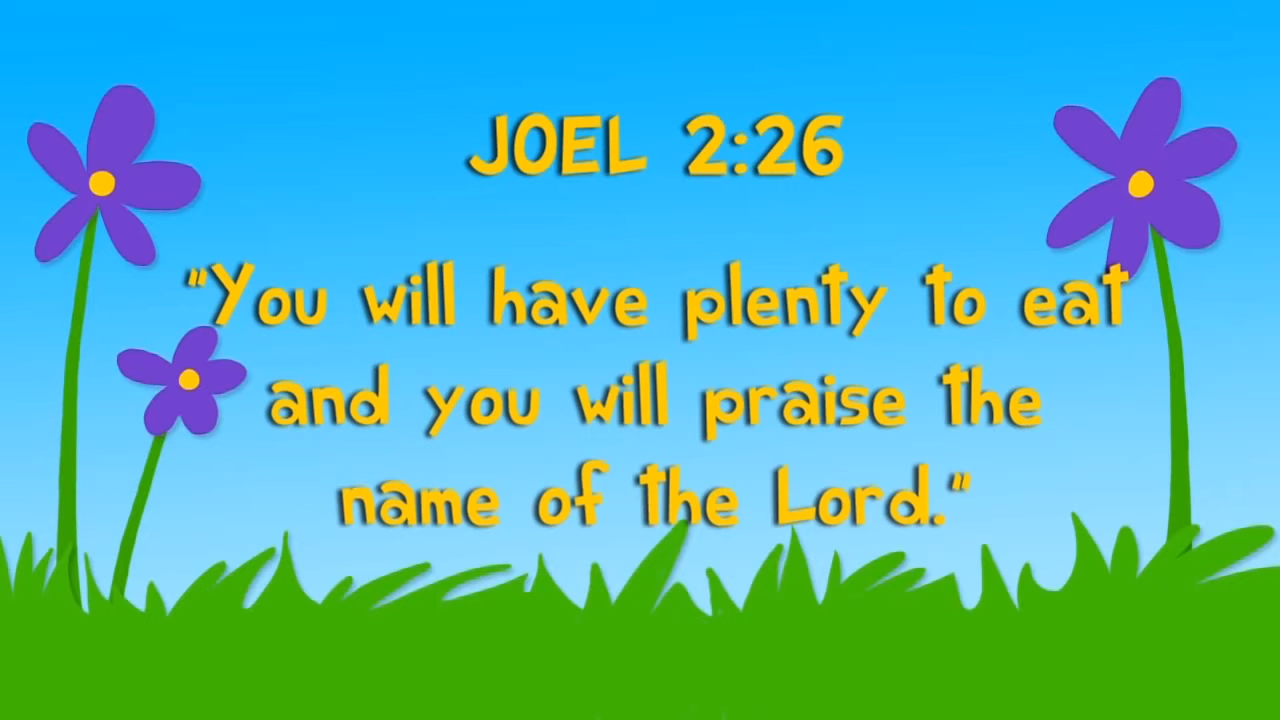 JOEL 2:26
"You will have plenty to eat
and you will praise the
name of the Lord."